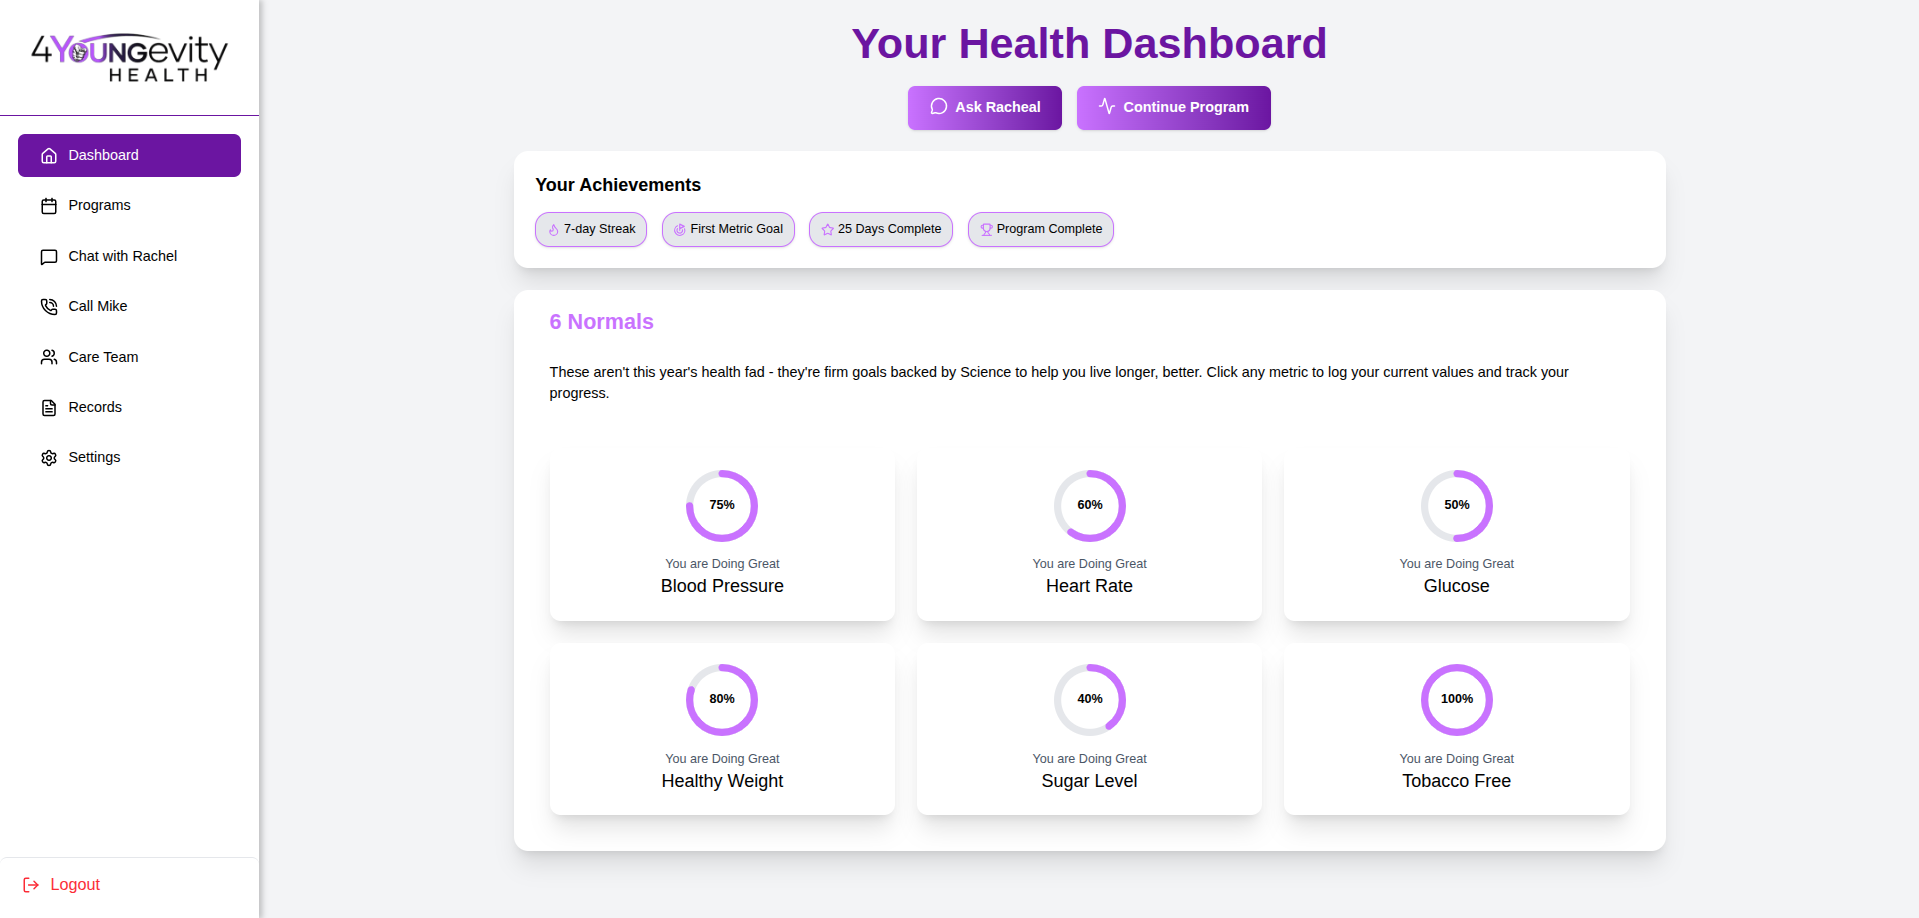 4YOUNGevity
HEALTH
Dashboard
Programs
Chat with Rachel
Call Mike
Care Team
Records
Settings
Logout
Your Health Dashboard
Ask Racheal
Continue Program
Your Achievements
7-day Streak
First Metric Goal
25 Days Complete
Program Complete
6 Normals
These aren't this year's health fad - they're firm goals backed by Science to help you live longer, better. Click any metric to log your current values and track your
progress.
75%
You are Doing Great
Blood Pressure
60%
You are Doing Great
Heart Rate
50%
You are Doing Great
Glucose
80%
You are Doing Great
Healthy Weight
40%
You are Doing Great
Sugar Level
100%
You are Doing Great
Tobacco Free